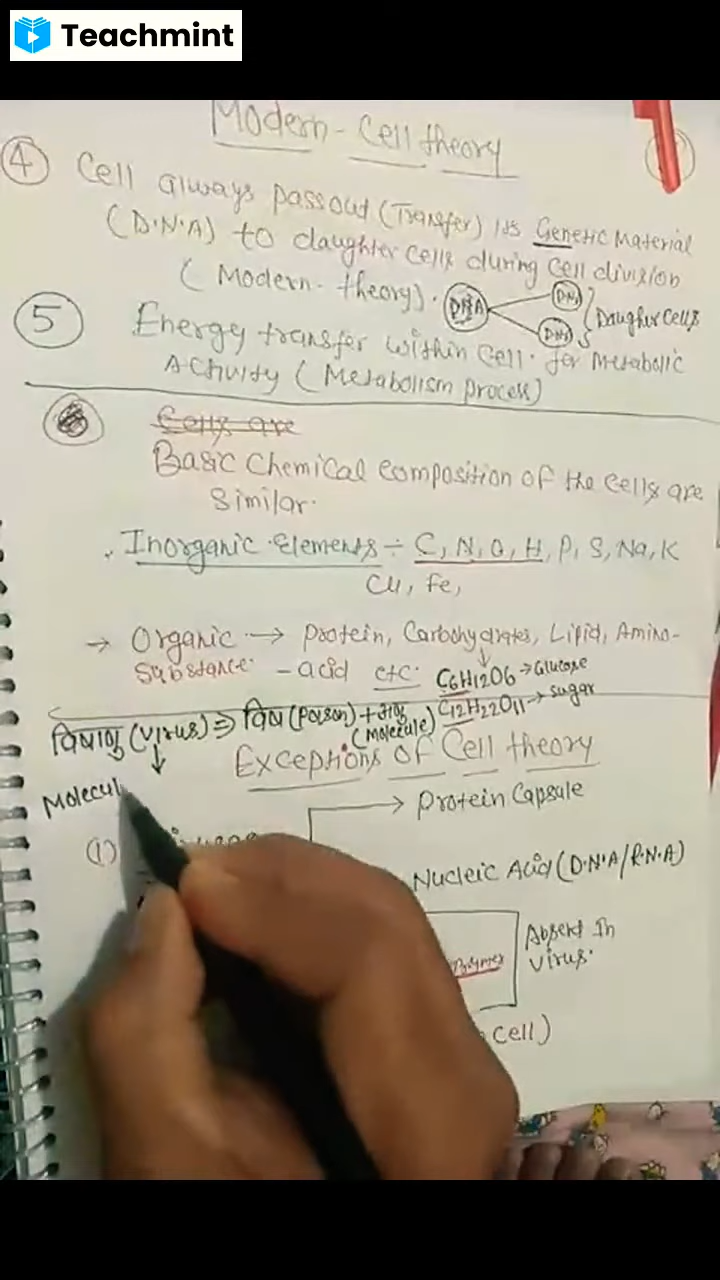 Teachmint
Modern-Cell theory
④ Cell always passout (Transfer) its Genetic Material
(D.N.A) to daughter cells during cell division
(Modern-theory).
DNA
DNA
DNA
Daugher Cells
⑤ Energy transfer within cell for Metabolic
Activity (Metabolism process)
Cells are
Basic Chemical composition of the cells are
Similar.
Inorganic Elements ÷ C, N, O, H, P, S, Na, K
Cu, Fe,
→ Organic → Protein, Carbohydrates, Lipid, Amino-
Substance - acid etc.
C6H12O6 → Glucose
C12H22O11 → sugar
विषाणु (virus) ⇒ विष (Poison) + अणु
(Molecule)
Exceptions of Cell theory
Molecul
→ Protein Capsule
(1)
Nucleic Acid (D.N.A/R.N.A)
Absent In
Virus.
cell)